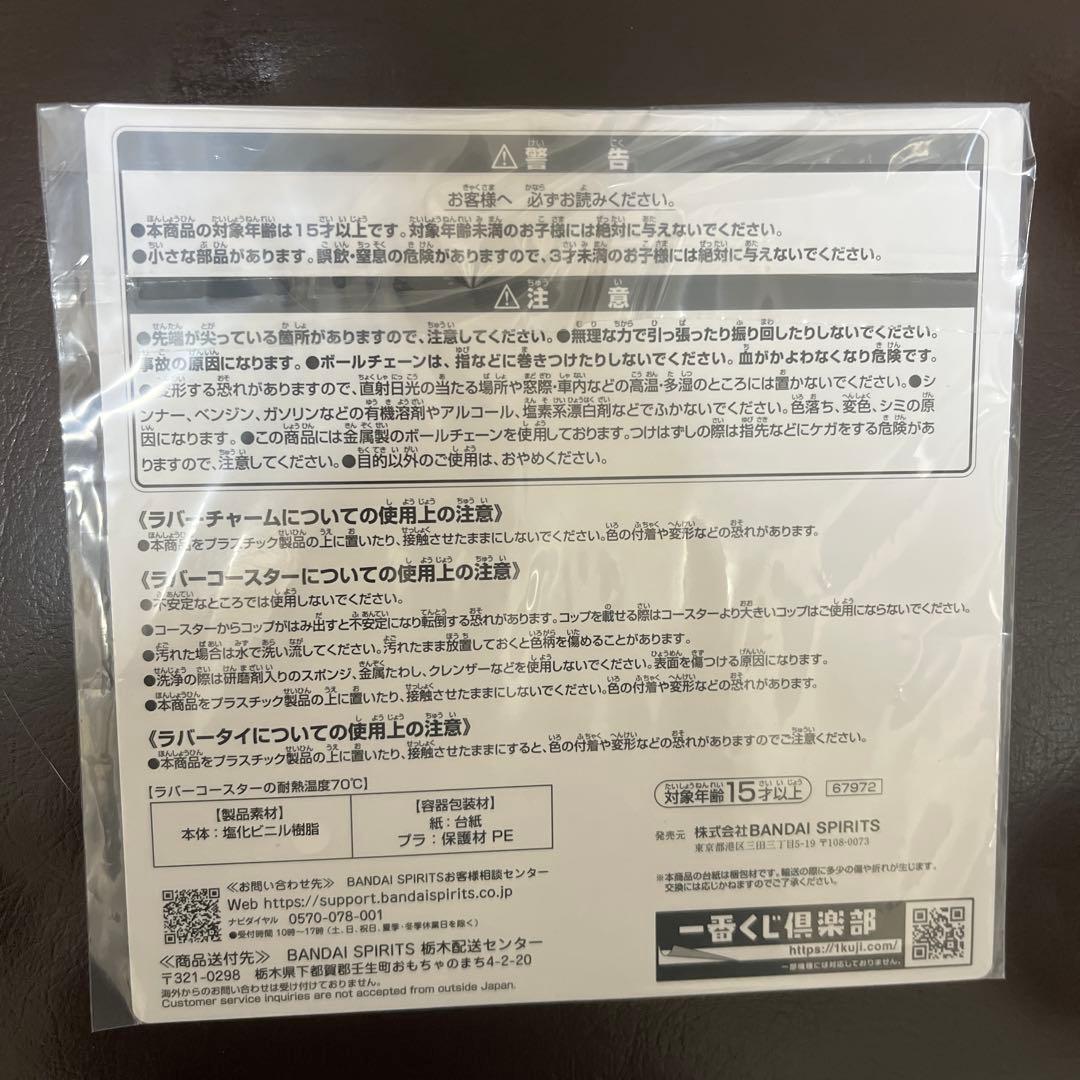 ⚠警告
お客様へ 必ずお読みください。
●本商品の対象年齢は15才以上です。対象年齢未満のお子様には絶対に与えないでください。
●小さな部品があります。誤飲・窒息の危険がありますので、3才未満のお子様には絶対に与えないでください。
⚠注意
●先端が尖っている箇所がありますので、注意してください。●無理な力で引っ張ったり振り回したりしないでください。
事故の原因になります。●ボールチェーンは、指などに巻きつけたりしないでください。血がかよわなくなり危険です。
●変形する恐れがありますので、直射日光の当たる場所や窓際・車内などの高温・多湿のところには置かないでください。●シ
ンナー、ベンジン、ガソリンなどの有機溶剤やアルコール、塩素系漂白剤などでふかないでください。色落ち、変色、シミの原
因になります。●この商品には金属製のボールチェーンを使用しております。つけはずしの際は指先などにケガをする危険があ
りますので、注意してください。●目的以外のご使用は、おやめください。
《ラバーチャームについての使用上の注意》
●本商品をプラスチック製品の上に置いたり、接触させたままにしないでください。色の付着や変形などの恐れがあります。
《ラバーコースターについての使用上の注意》
●不安定なところでは使用しないでください。
●コースターからコップがはみ出すと不安定になり転倒する恐れがあります。コップを載せる際はコースターより大きいコップはご使用にならないでください。
●汚れた場合は水で洗い流してください。汚れたまま放置しておくと色柄を傷めることがあります。
●洗浄の際は研磨剤入りのスポンジ、金属たわし、クレンザーなどを使用しないでください。表面を傷つける原因になります。
●本商品をプラスチック製品の上に置いたり、接触させたままにしないでください。色の付着や変形などの恐れがあります。
《ラバータイについての使用上の注意》
●本商品をプラスチック製品の上に置いたり、接触させたままにすると、色の付着や変形などの恐れがありますのでご注意ください。
【ラバーコースターの耐熱温度70℃】
【製品素材】
本体：塩化ビニル樹脂
【容器包装材】
紙：台紙
プラ：保護材 PE
対象年齢15才以上
67972
発売元 株式会社BANDAI SPIRITS
東京都港区三田三丁目5-19 〒108-0073
※本商品の台紙は梱包材です。輸送の際に多少の傷や折れが生じます。
交換には応じかねますのでご了承ください。
≪お問い合わせ先≫ BANDAI SPIRITSお客様相談センター
Web https://support.bandaispirits.co.jp
ナビダイヤル 0570-078-001
●受付時間 10時～17時(土、日、祝日、夏季・冬季休業日を除く)
≪商品送付先≫ BANDAI SPIRITS 栃木配送センター
〒321-0298 栃木県下都賀郡壬生町おもちゃのまち4-2-20
海外からのお問い合わせは受け付けておりません。
Customer service inquiries are not accepted from outside Japan.
一番くじ倶楽部
https://1kuji.com/
一部機種には対応しておりません。